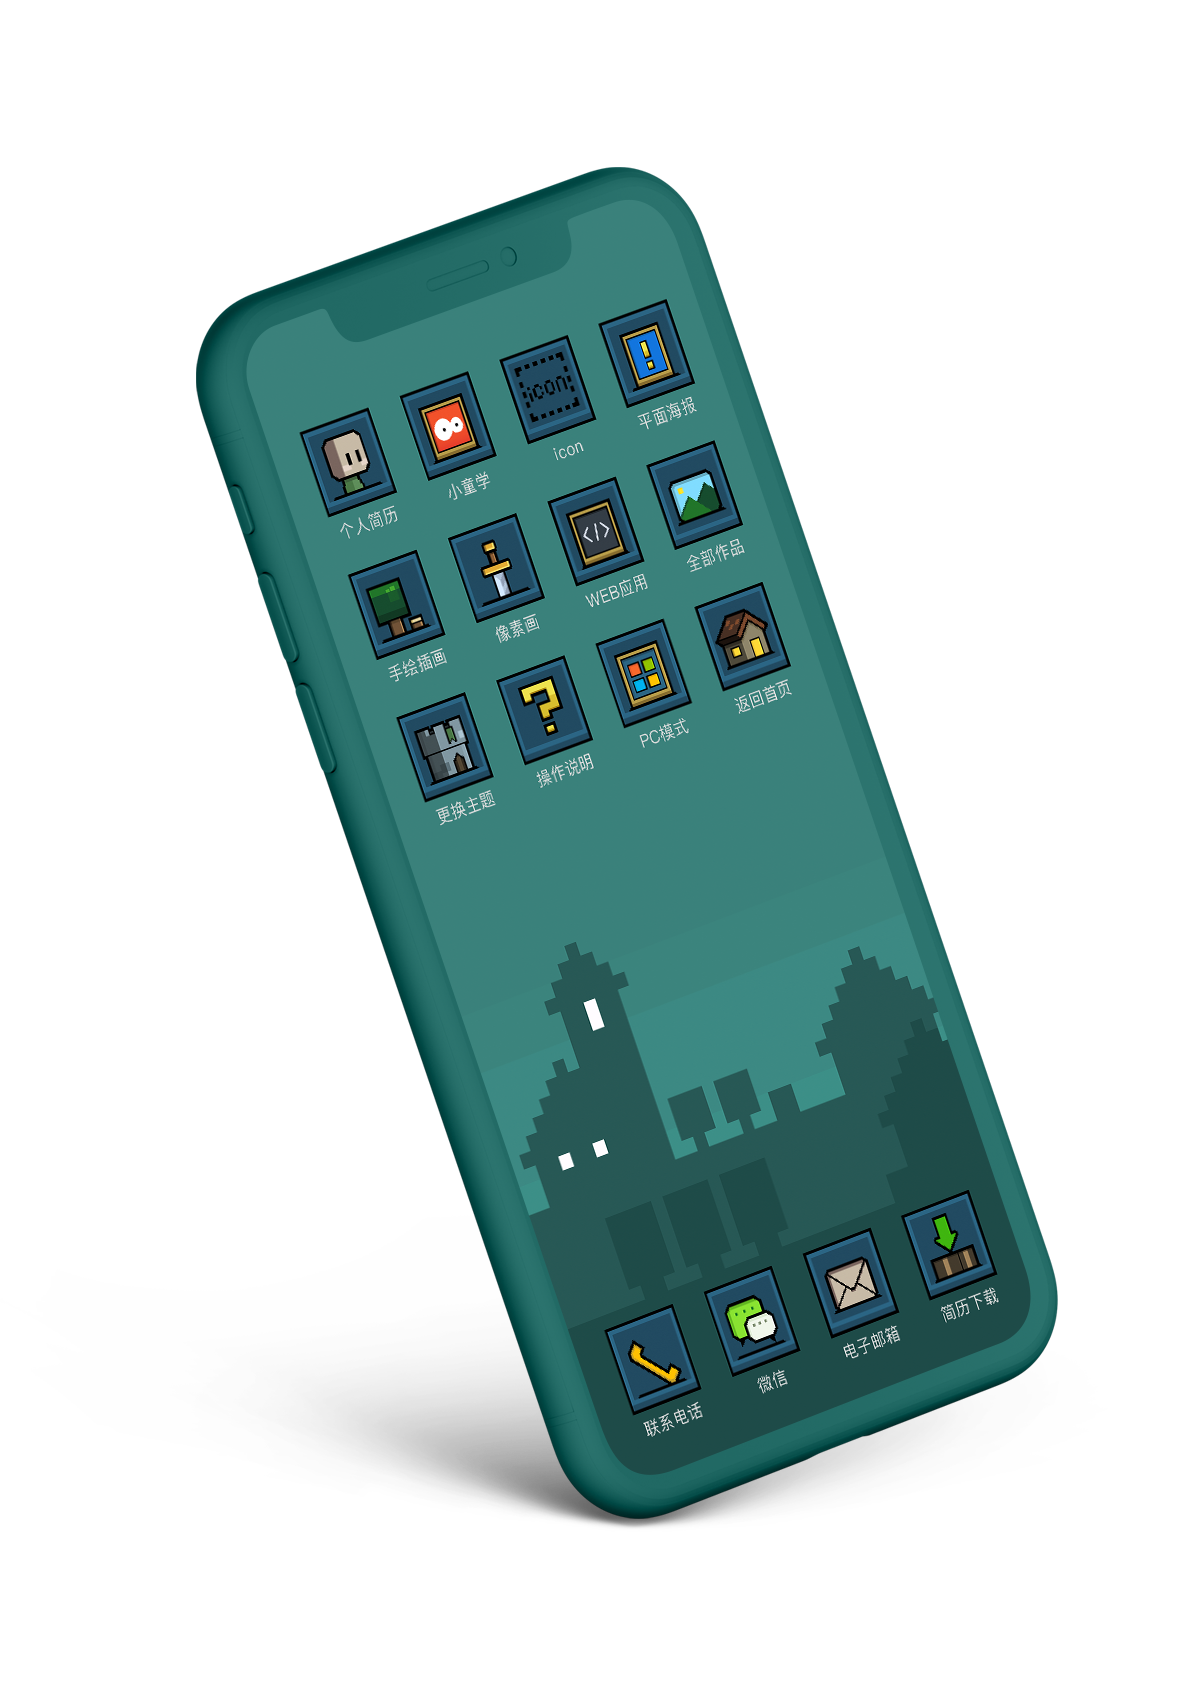 个人简历
小童学
icon
icon
平面海报
手绘插画
像素画
</>
WEB应用
全部作品
更换主题
操作说明
PC模式
返回首页
联系电话
微信
电子邮箱
简历下载